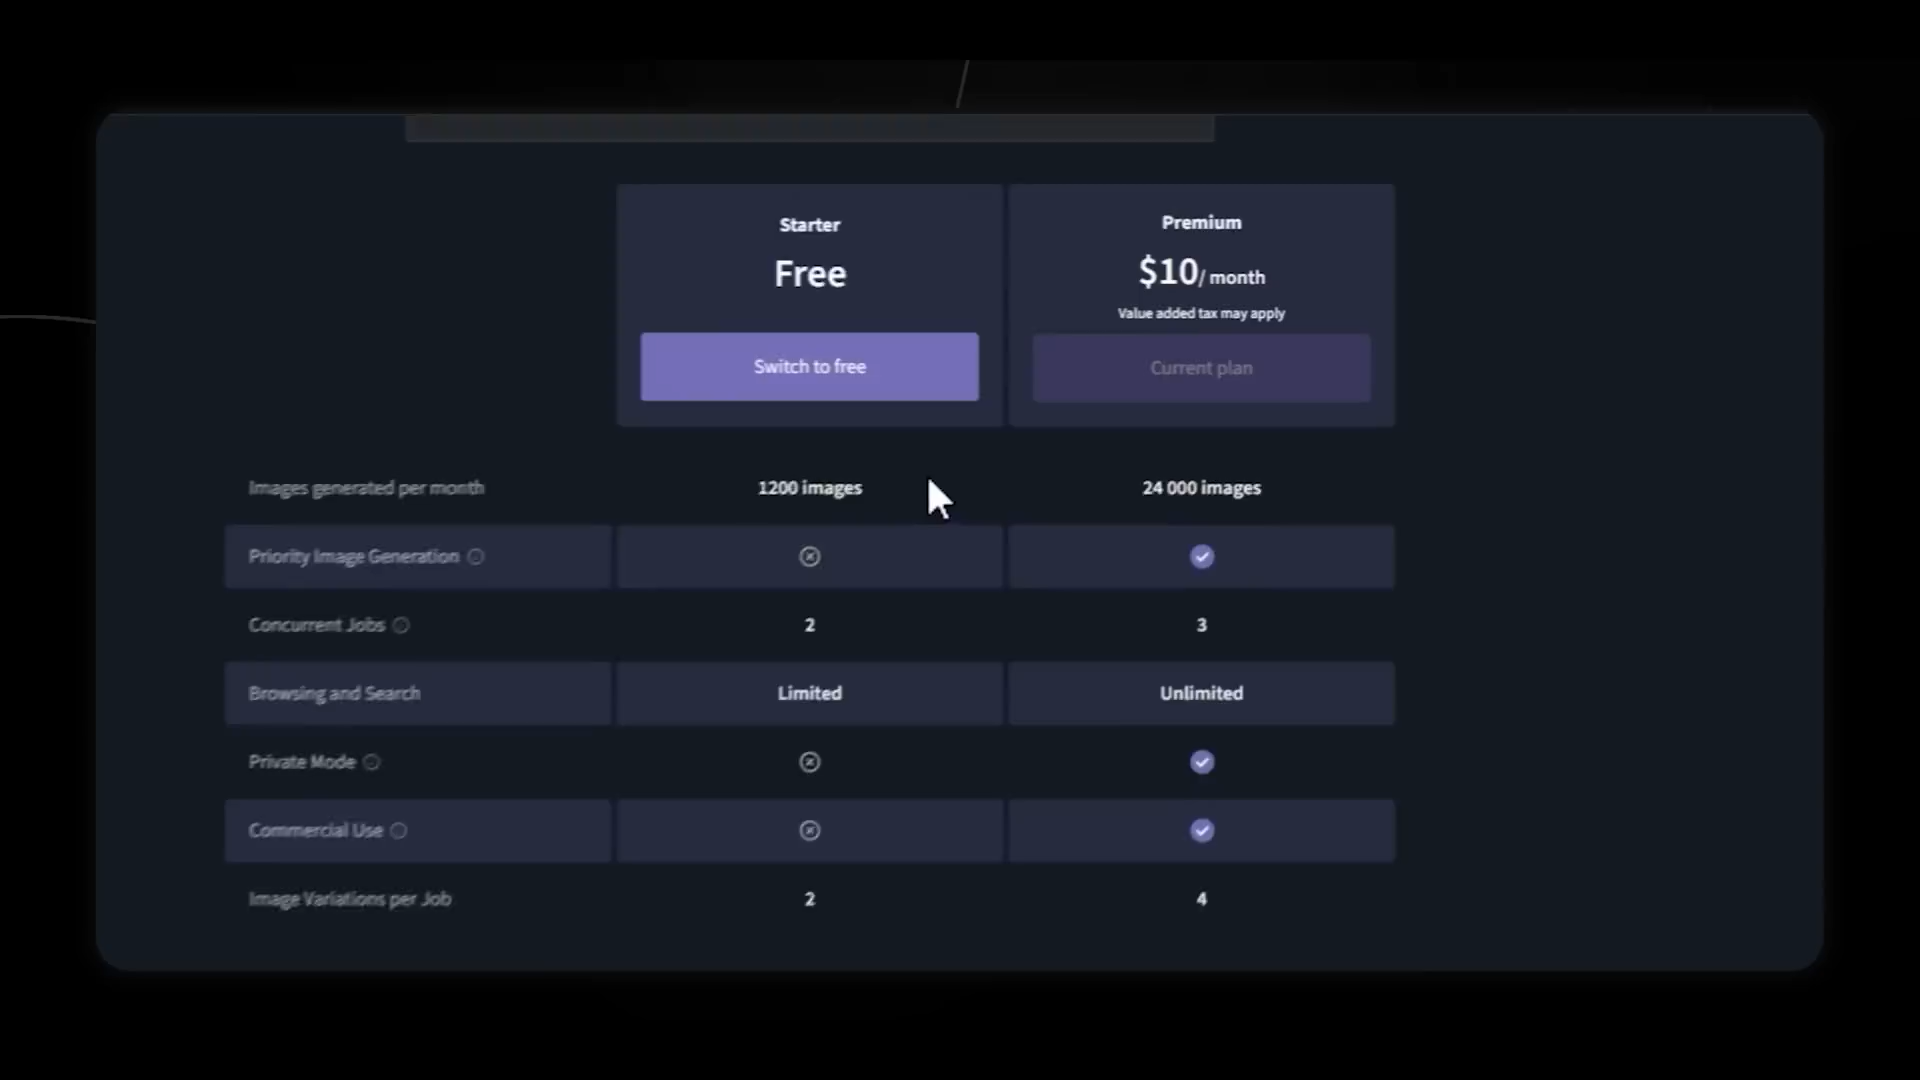 Starter
Free
Switch to free
Premium
$10/ month
Value added tax may apply
Current plan
Images generated per month 1200 images 24 000 images
Priority Image Generation
Concurrent Jobs 2 3
Browsing and Search Limited Unlimited
Private Mode
Commercial Use
Image Variations per Job 2 4